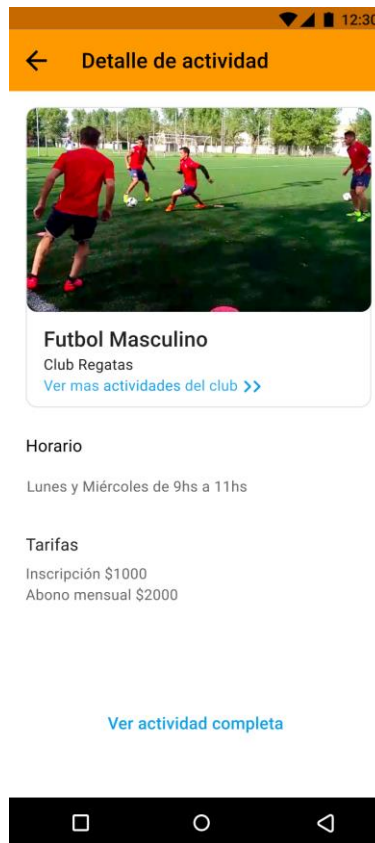 12:30
Detalle de actividad
Futbol Masculino
Club Regatas
Ver mas actividades del club >>
Horario
Lunes y Miércoles de 9hs a 11hs
Tarifas
Inscripción $1000
Abono mensual $2000
Ver actividad completa